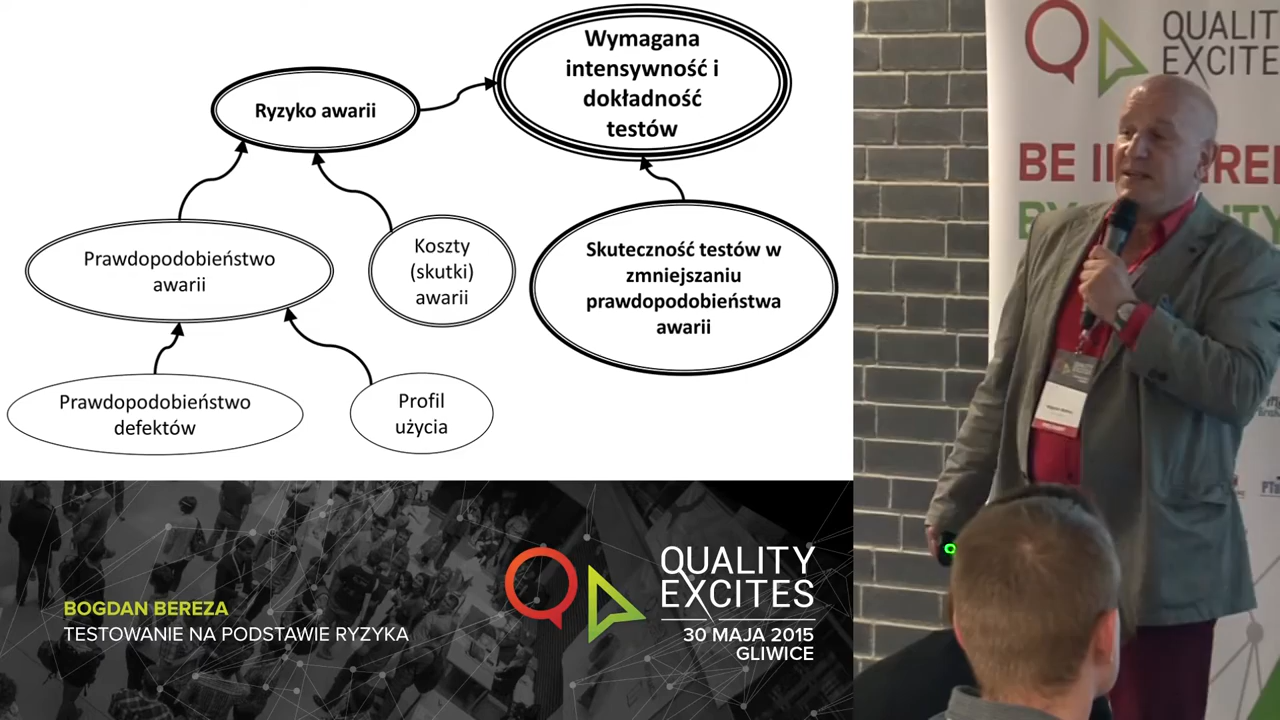 Wymagana
intensywność i
dokładność
testów
Ryzyko awarii
Prawdopodobieństwo
awarii
Koszty
(skutki)
awarii
Skuteczność testów w
zmniejszaniu
prawdopodobieństwa
awarii
Prawdopodobieństwo
defektów
Profil
użycia
BOGDAN BEREZA
TESTOWANIE NA PODSTAWIE RYZYKA
QUALITY
EXCITES
30 MAJA 2015
GLIWICE
QUALITY
EXCITE
BE